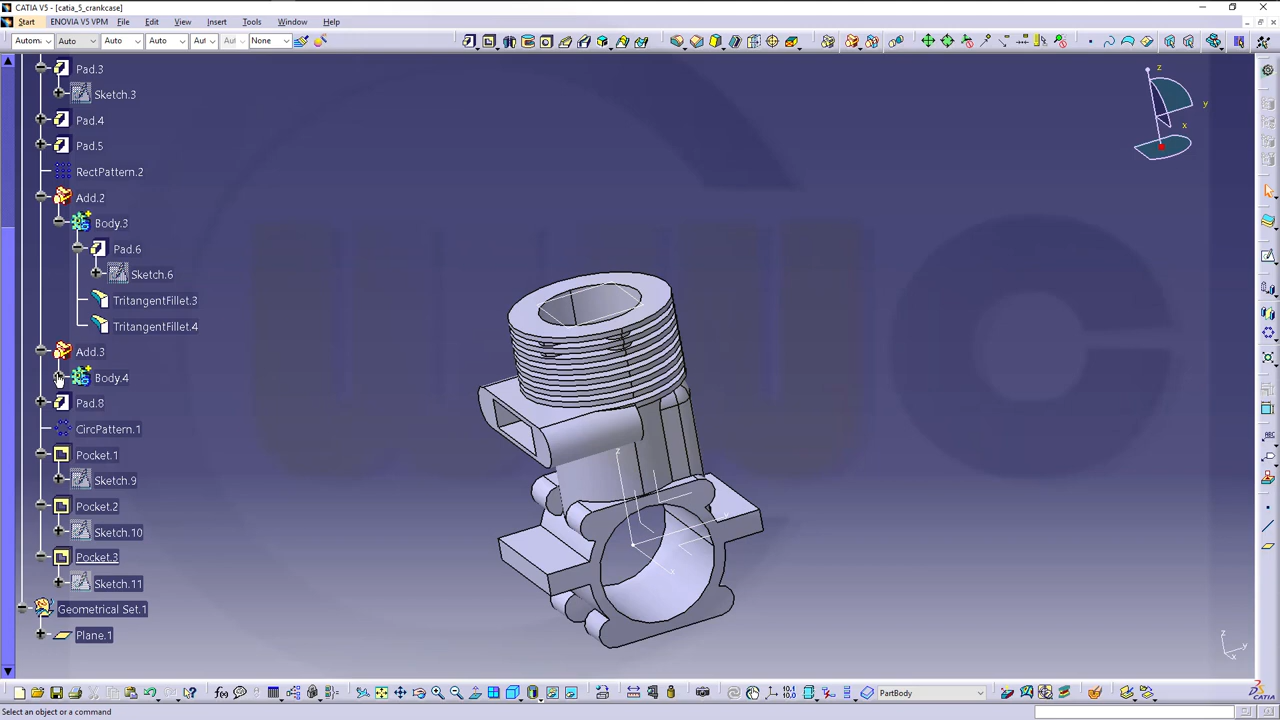 CATIA V5 - [catia_5_crankcase]
Start ENOVIA V5 VPM File Edit View Insert Tools Window Help
Autom: Auto Auto Auto Aut Aut None
Pad.3
Sketch.3
Pad.4
Pad.5
RectPattern.2
Add.2
Body.3
Pad.6
Sketch.6
TritangentFillet.3
TritangentFillet.4
Add.3
Body.4
Pad.8
CircPattern.1
Pocket.1
Sketch.9
Pocket.2
Sketch.10
Pocket.3
Sketch.11
Geometrical Set.1
Plane.1
z
y
x
z
y
x
z
y
x
PartBody
Select an object or a command